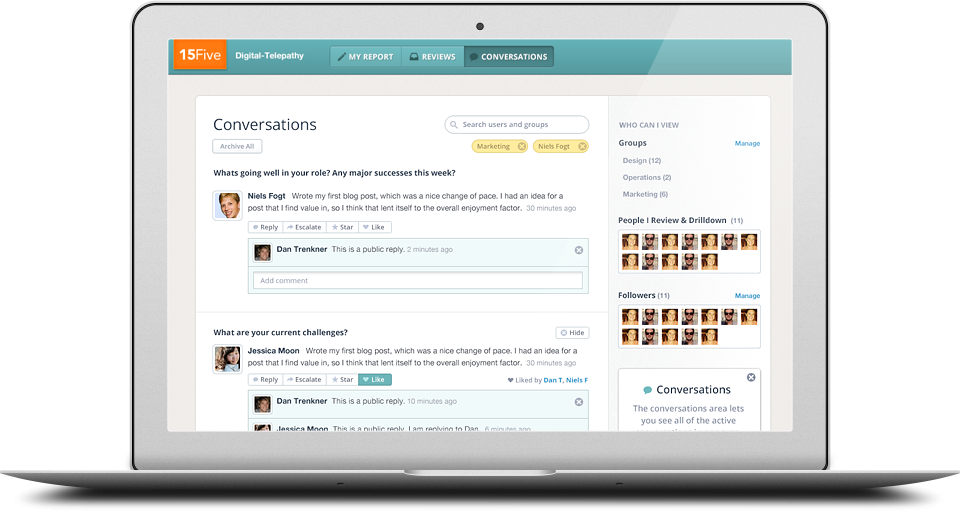 15Five
Digital-Telepathy
MY REPORT
REVIEWS
CONVERSATIONS
Conversations
Search users and groups
Archive All
Marketing
Niels Fogt
Whats going well in your role? Any major successes this week?
Niels Fogt Wrote my first blog post, which was a nice change of pace. I had an idea for a
post that I find value in, so I think that lent itself to the overall enjoyment factor. 30 minutes ago
Reply
Escalate
Star
Like
Dan Trenkner This is a public reply. 2 minutes ago
Add comment
What are your current challenges?
Hide
Jessica Moon Wrote my first blog post, which was a nice change of pace. I had an idea for a
post that I find value in, so I think that lent itself to the overall enjoyment factor. 30 minutes ago
Reply
Escalate
Star
Like
Liked by Dan T, Niels F
Dan Trenkner This is a public reply. 10 minutes ago
Jessica Moon This is a public reply. I am replying to Dan. 6 minutes ago
WHO CAN I VIEW
Groups
Manage
Design (12)
Operations (2)
Marketing (6)
People I Review & Drilldown (11)
Followers (11)
Manage
Conversations
The conversations area lets
you see all of the active